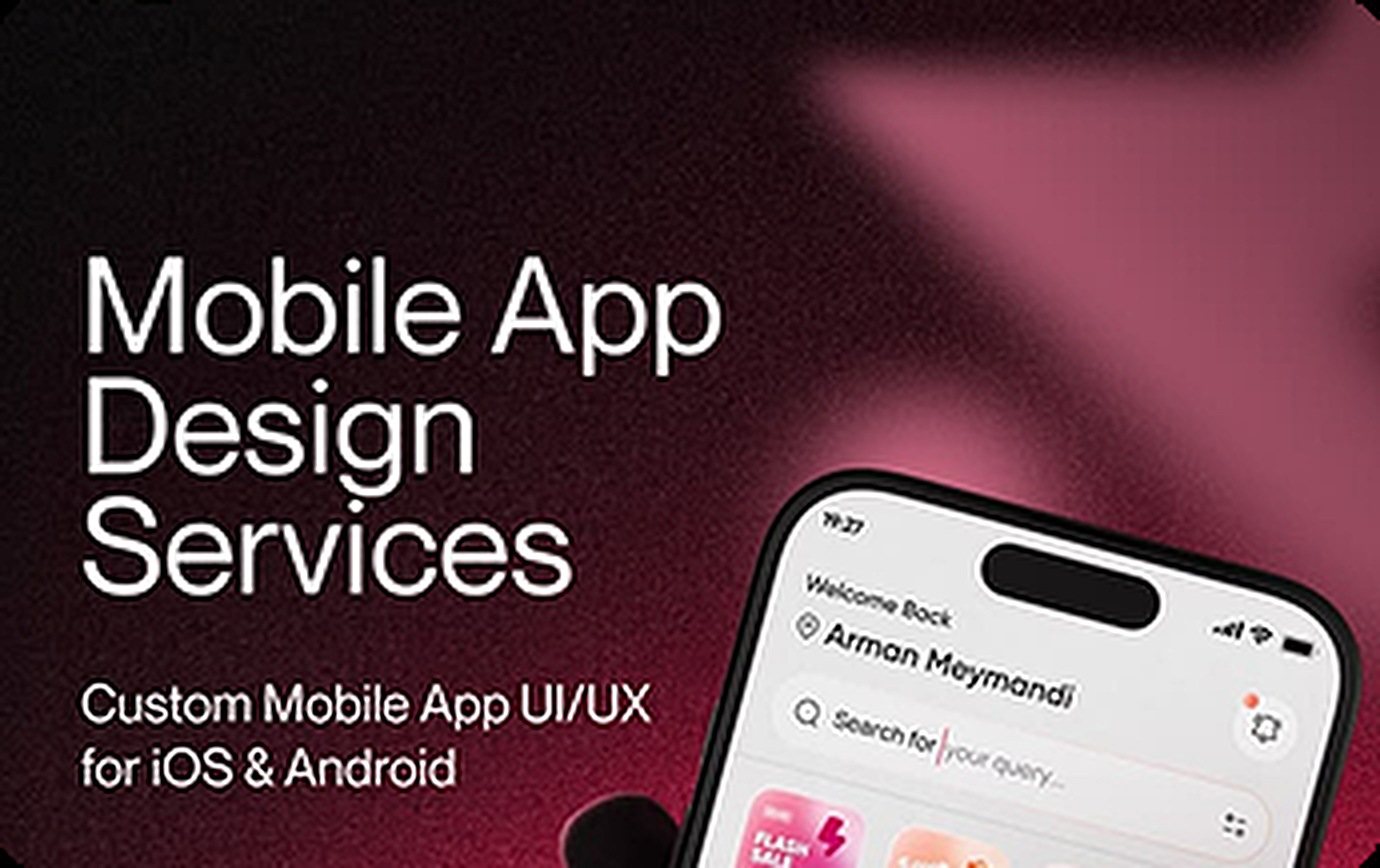 Mobile App
Design
Services
Custom Mobile App UI/UX
for iOS & Android
19:27
Welcome Back
Arman Meymandi
Search for your query...
FLASH
SALE